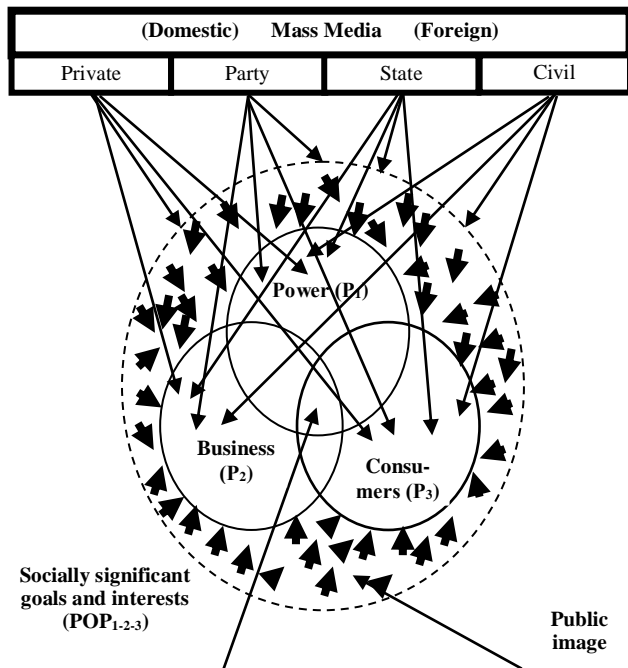 (Domestic) Mass Media (Foreign)
Private Party State Civil
Power (P1)
Business
(P2)
Consu-
mers (P3)
Socially significant
goals and interests
(POP1-2-3)
Public
image